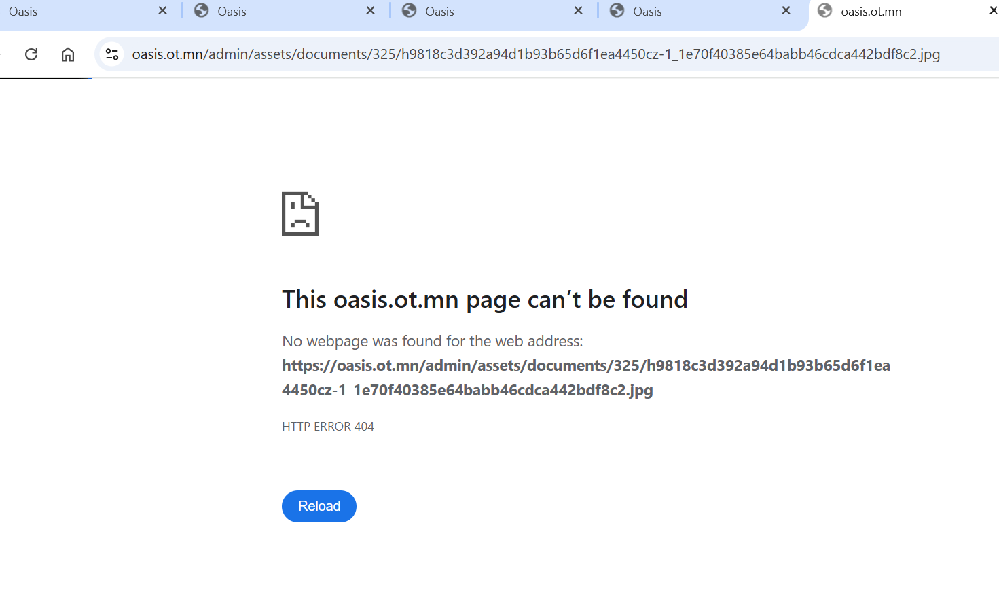 Oasis
Oasis
Oasis
Oasis
oasis.ot.mn
oasis.ot.mn/admin/assets/documents/325/h9818c3d392a94d1b93b65d6f1ea4450cz-1_1e70f40385e64babb46cdca442bdf8c2.jpg
This oasis.ot.mn page can’t be found
No webpage was found for the web address:
https://oasis.ot.mn/admin/assets/documents/325/h9818c3d392a94d1b93b65d6f1ea
4450cz-1_1e70f40385e64babb46cdca442bdf8c2.jpg
HTTP ERROR 404
Reload